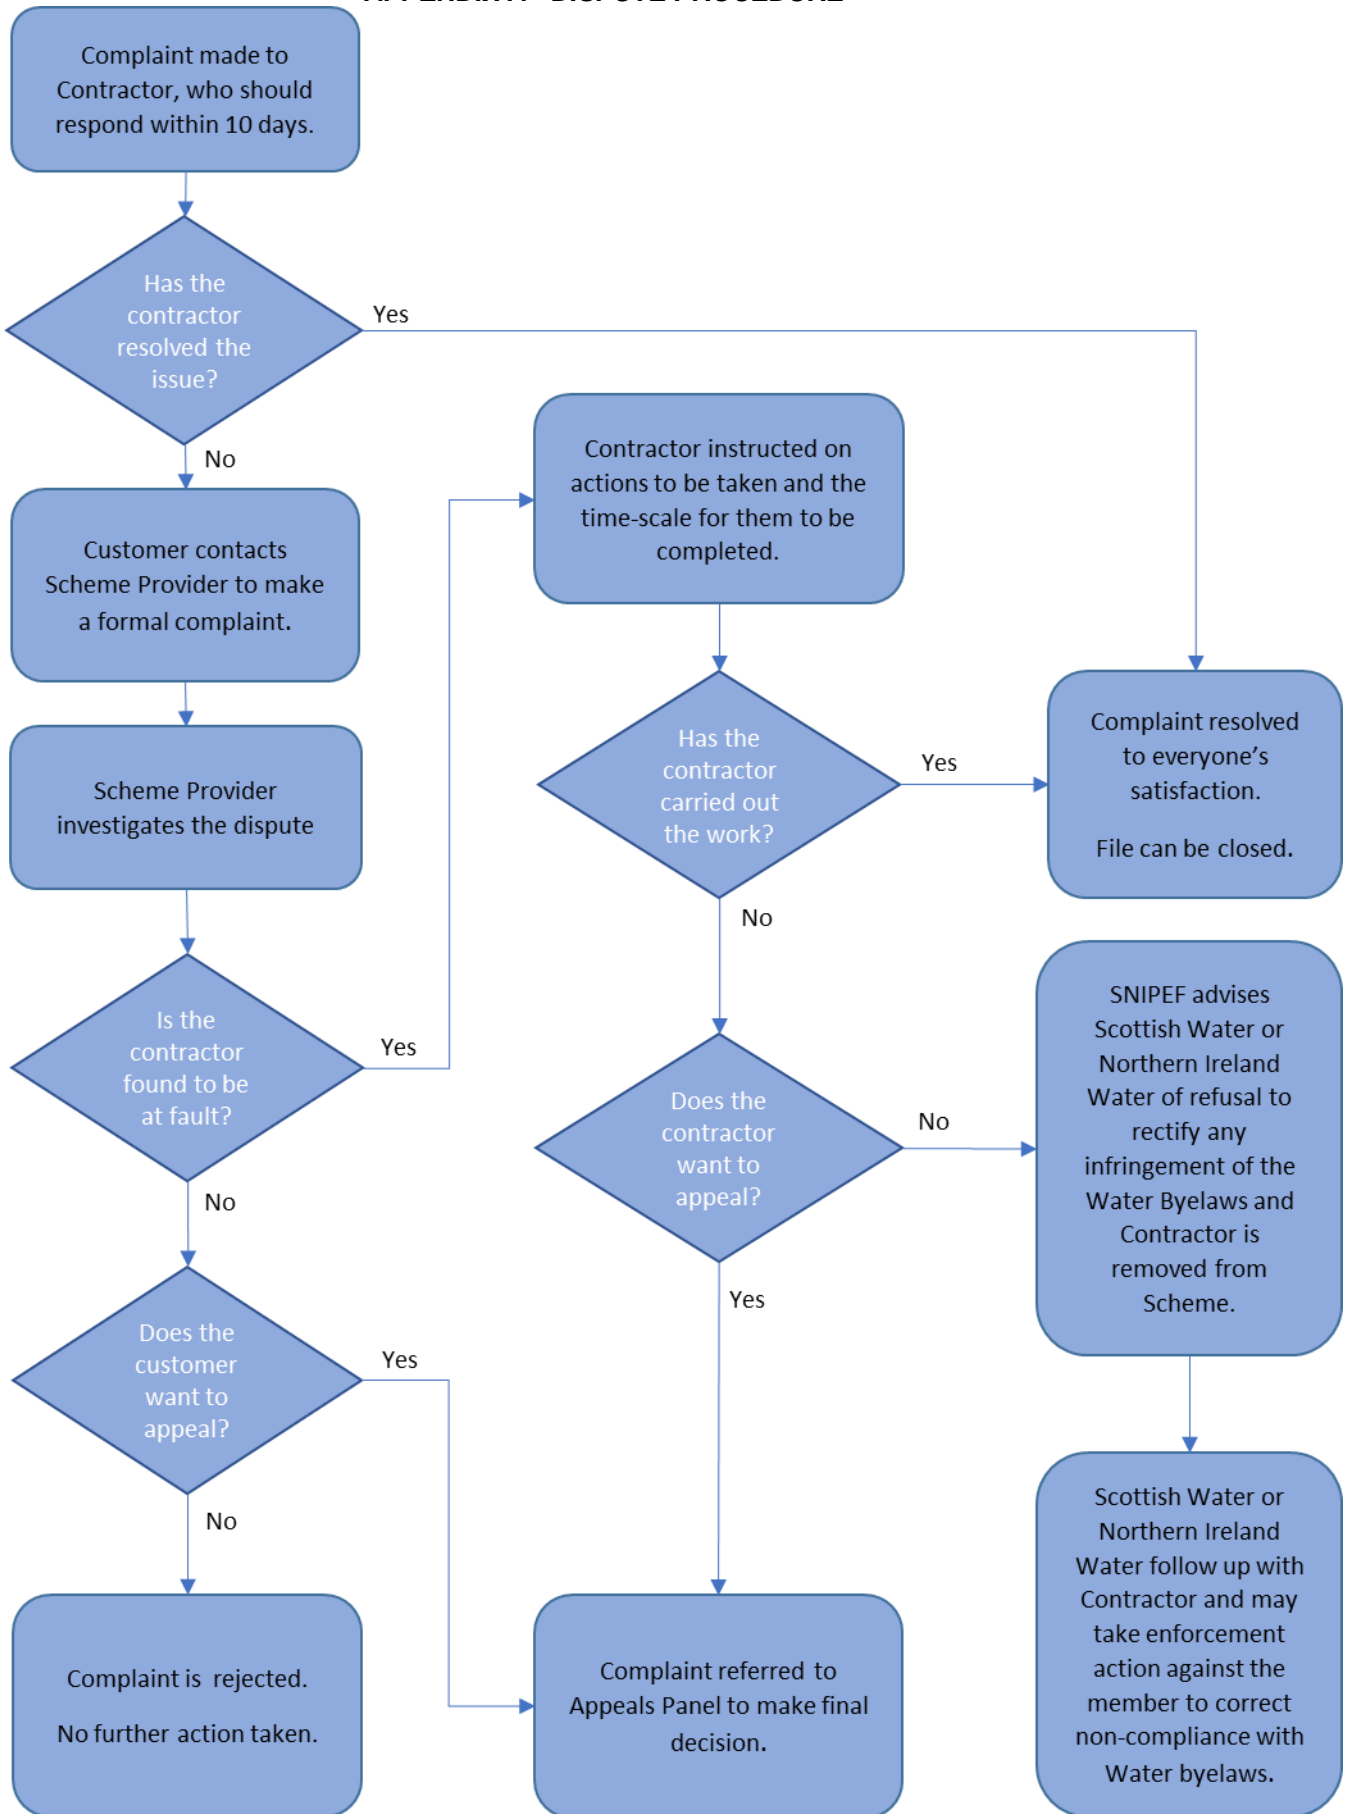 DISPUTE PROCEDURE
Complaint made to
Contractor, who should
respond within 10 days.
Has the
contractor
resolved the
issue?
Yes
No
Customer contacts
Scheme Provider to make
a formal complaint.
Scheme Provider
investigates the dispute
Is the
contractor
found to be
at fault?
Yes
No
Does the
customer
want to
appeal?
Yes
No
Complaint is rejected.
No further action taken.
Contractor instructed on
actions to be taken and the
time-scale for them to be
completed.
Has the
contractor
carried out
the work?
Yes
No
Does the
contractor
want to
appeal?
No
Yes
Complaint referred to
Appeals Panel to make final
decision.
Complaint resolved
to everyone’s
satisfaction.
File can be closed.
SNIPEF advises
Scottish Water or
Northern Ireland
Water of refusal to
rectify any
infringement of the
Water Byelaws and
Contractor is
removed from
Scheme.
Scottish Water or
Northern Ireland
Water follow up with
Contractor and may
take enforcement
action against the
member to correct
non-compliance with
Water byelaws.